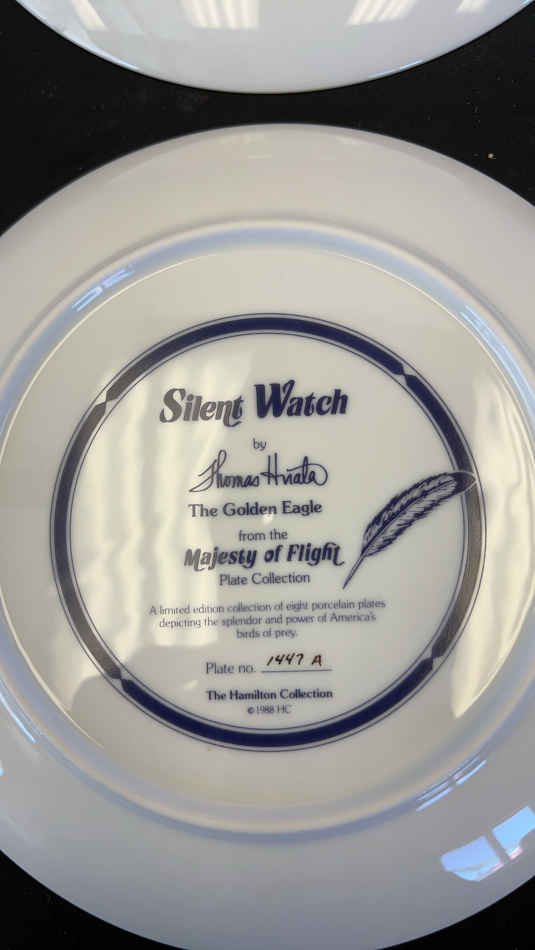 Silent Watch
by
Thomas Hirata
The Golden Eagle
from the
Majesty of Flight
Plate Collection
A limited edition collection of eight porcelain plates
depicting the splendor and power of America's
birds of prey.
Plate no. 1447 A
The Hamilton Collection
©1988 HC